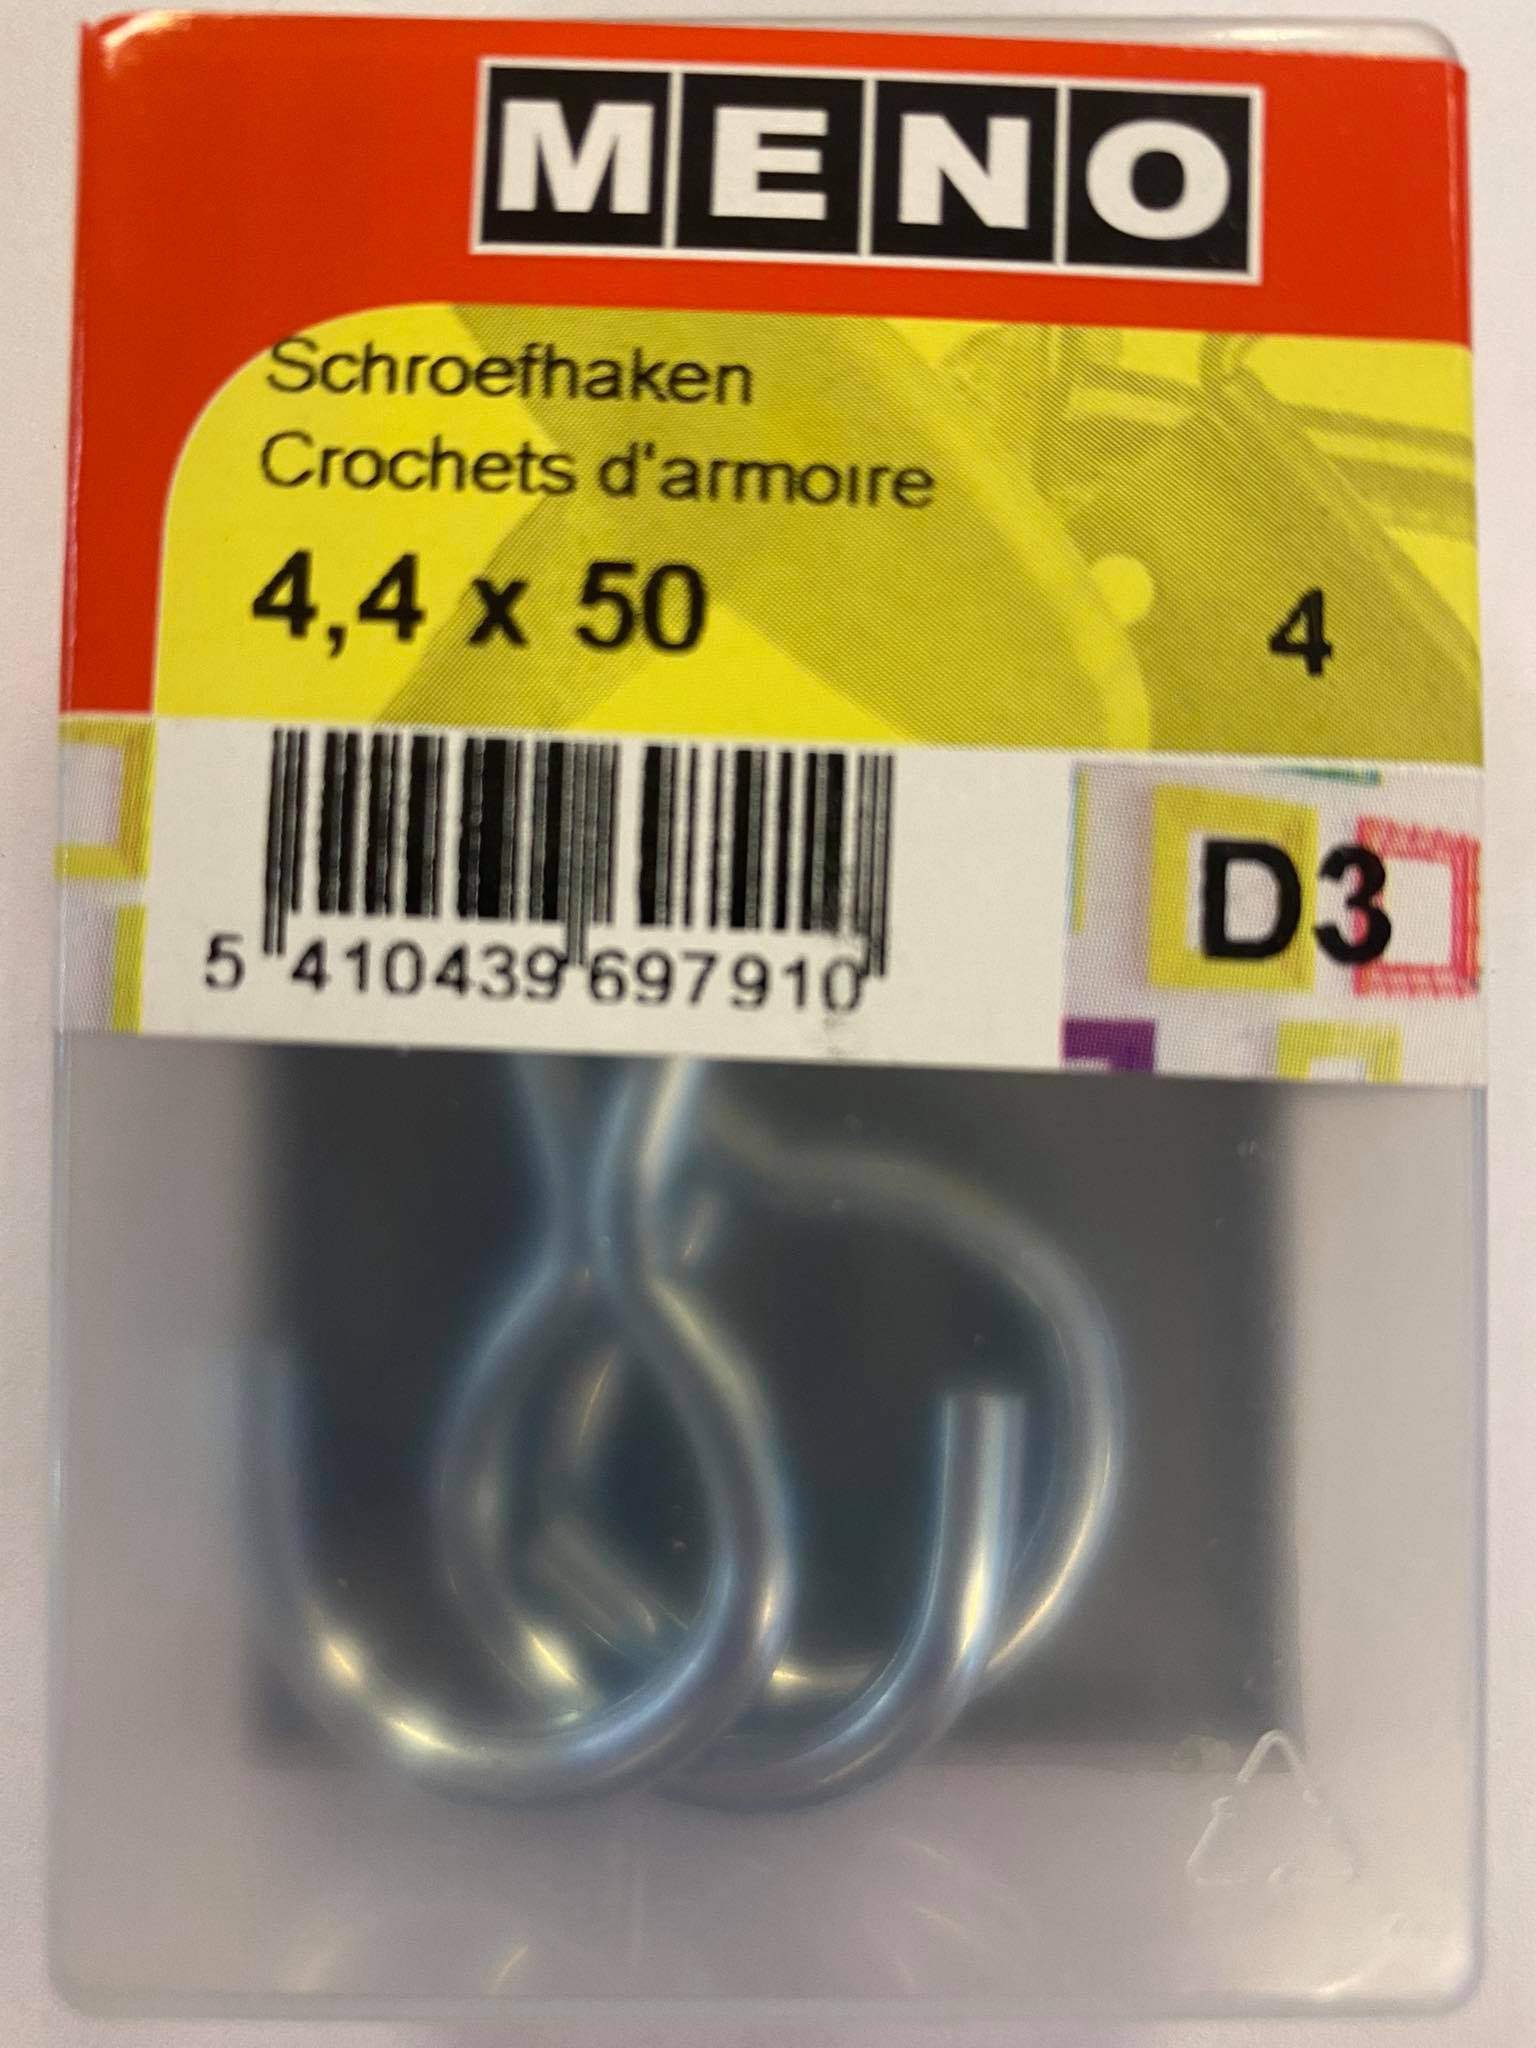 MENO
Schroefhaken
Crochets d'armoire
4,4 x 50
4
D3
5 410439 697910